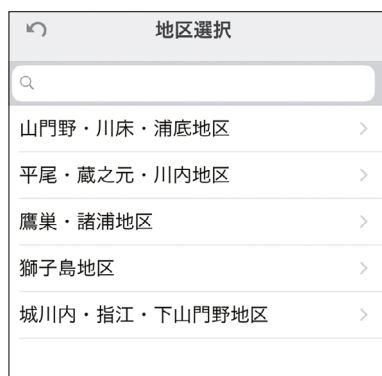 地区選択
山門野・川床・浦底地区
平尾・蔵之元・川内地区
鷹巣・諸浦地区
獅子島地区
城川内・指江・下山門野地区